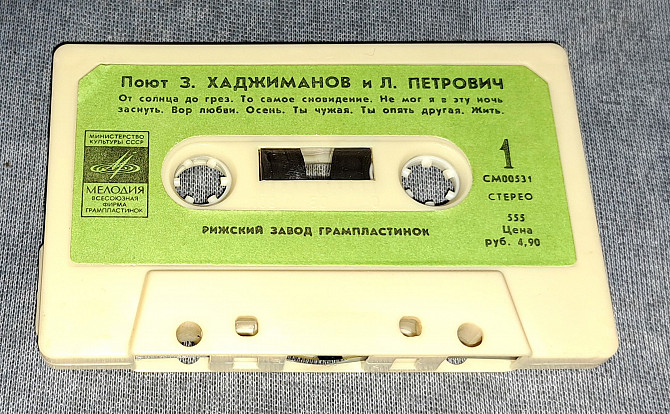 Поют З. ХАДЖИМАНОВ и Л. ПЕТРОВИЧ
От солнца до грез. То самое сновидение. Не мог я в эту ночь
заснуть. Вор любви. Осень. Ты чужая. Ты опять другая. Жить.
МИНИСТЕРСТВО
КУЛЬТУРЫ СССР
МЕЛОДИЯ
ВСЕСОЮЗНАЯ
ФИРМА
ГРАМПЛАСТИНОК
1
СМ00531
СТЕРЕО
РИЖСКИЙ ЗАВОД ГРАМПЛАСТИНОК
555
Цена
руб. 4,90